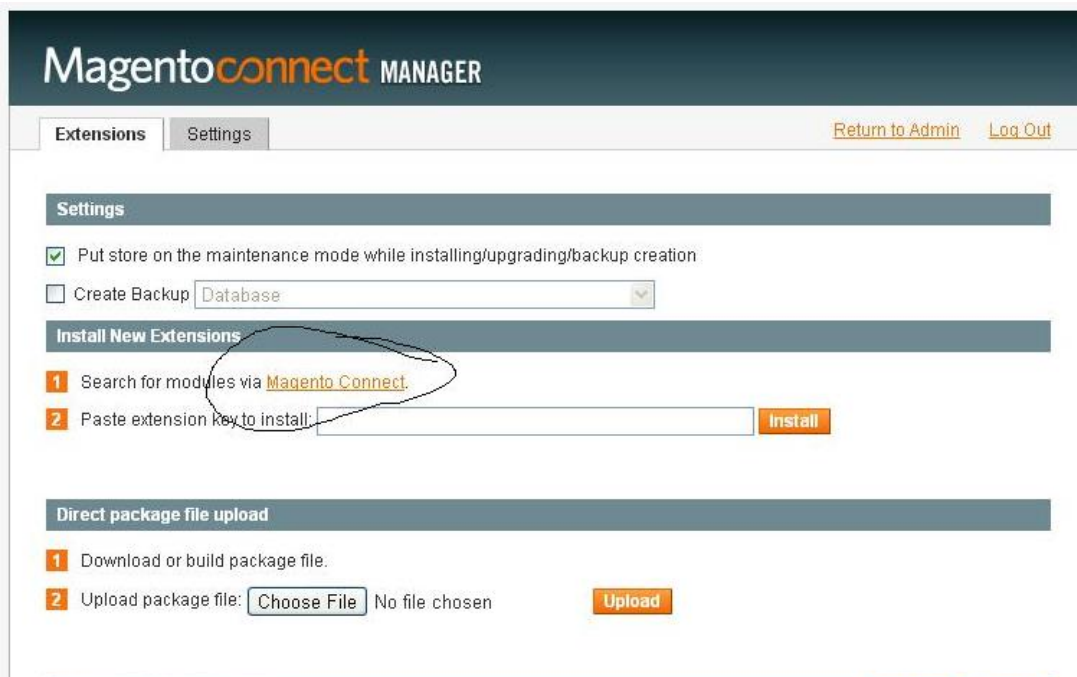 Magentoconnect MANAGER
Extensions Settings Return to Admin Log Out
Settings
Put store on the maintenance mode while installing/upgrading/backup creation
Create Backup Database
Install New Extensions
1 Search for modules via Magento Connect.
2 Paste extension key to install: Install
Direct package file upload
1 Download or build package file.
2 Upload package file: Choose File No file chosen Upload